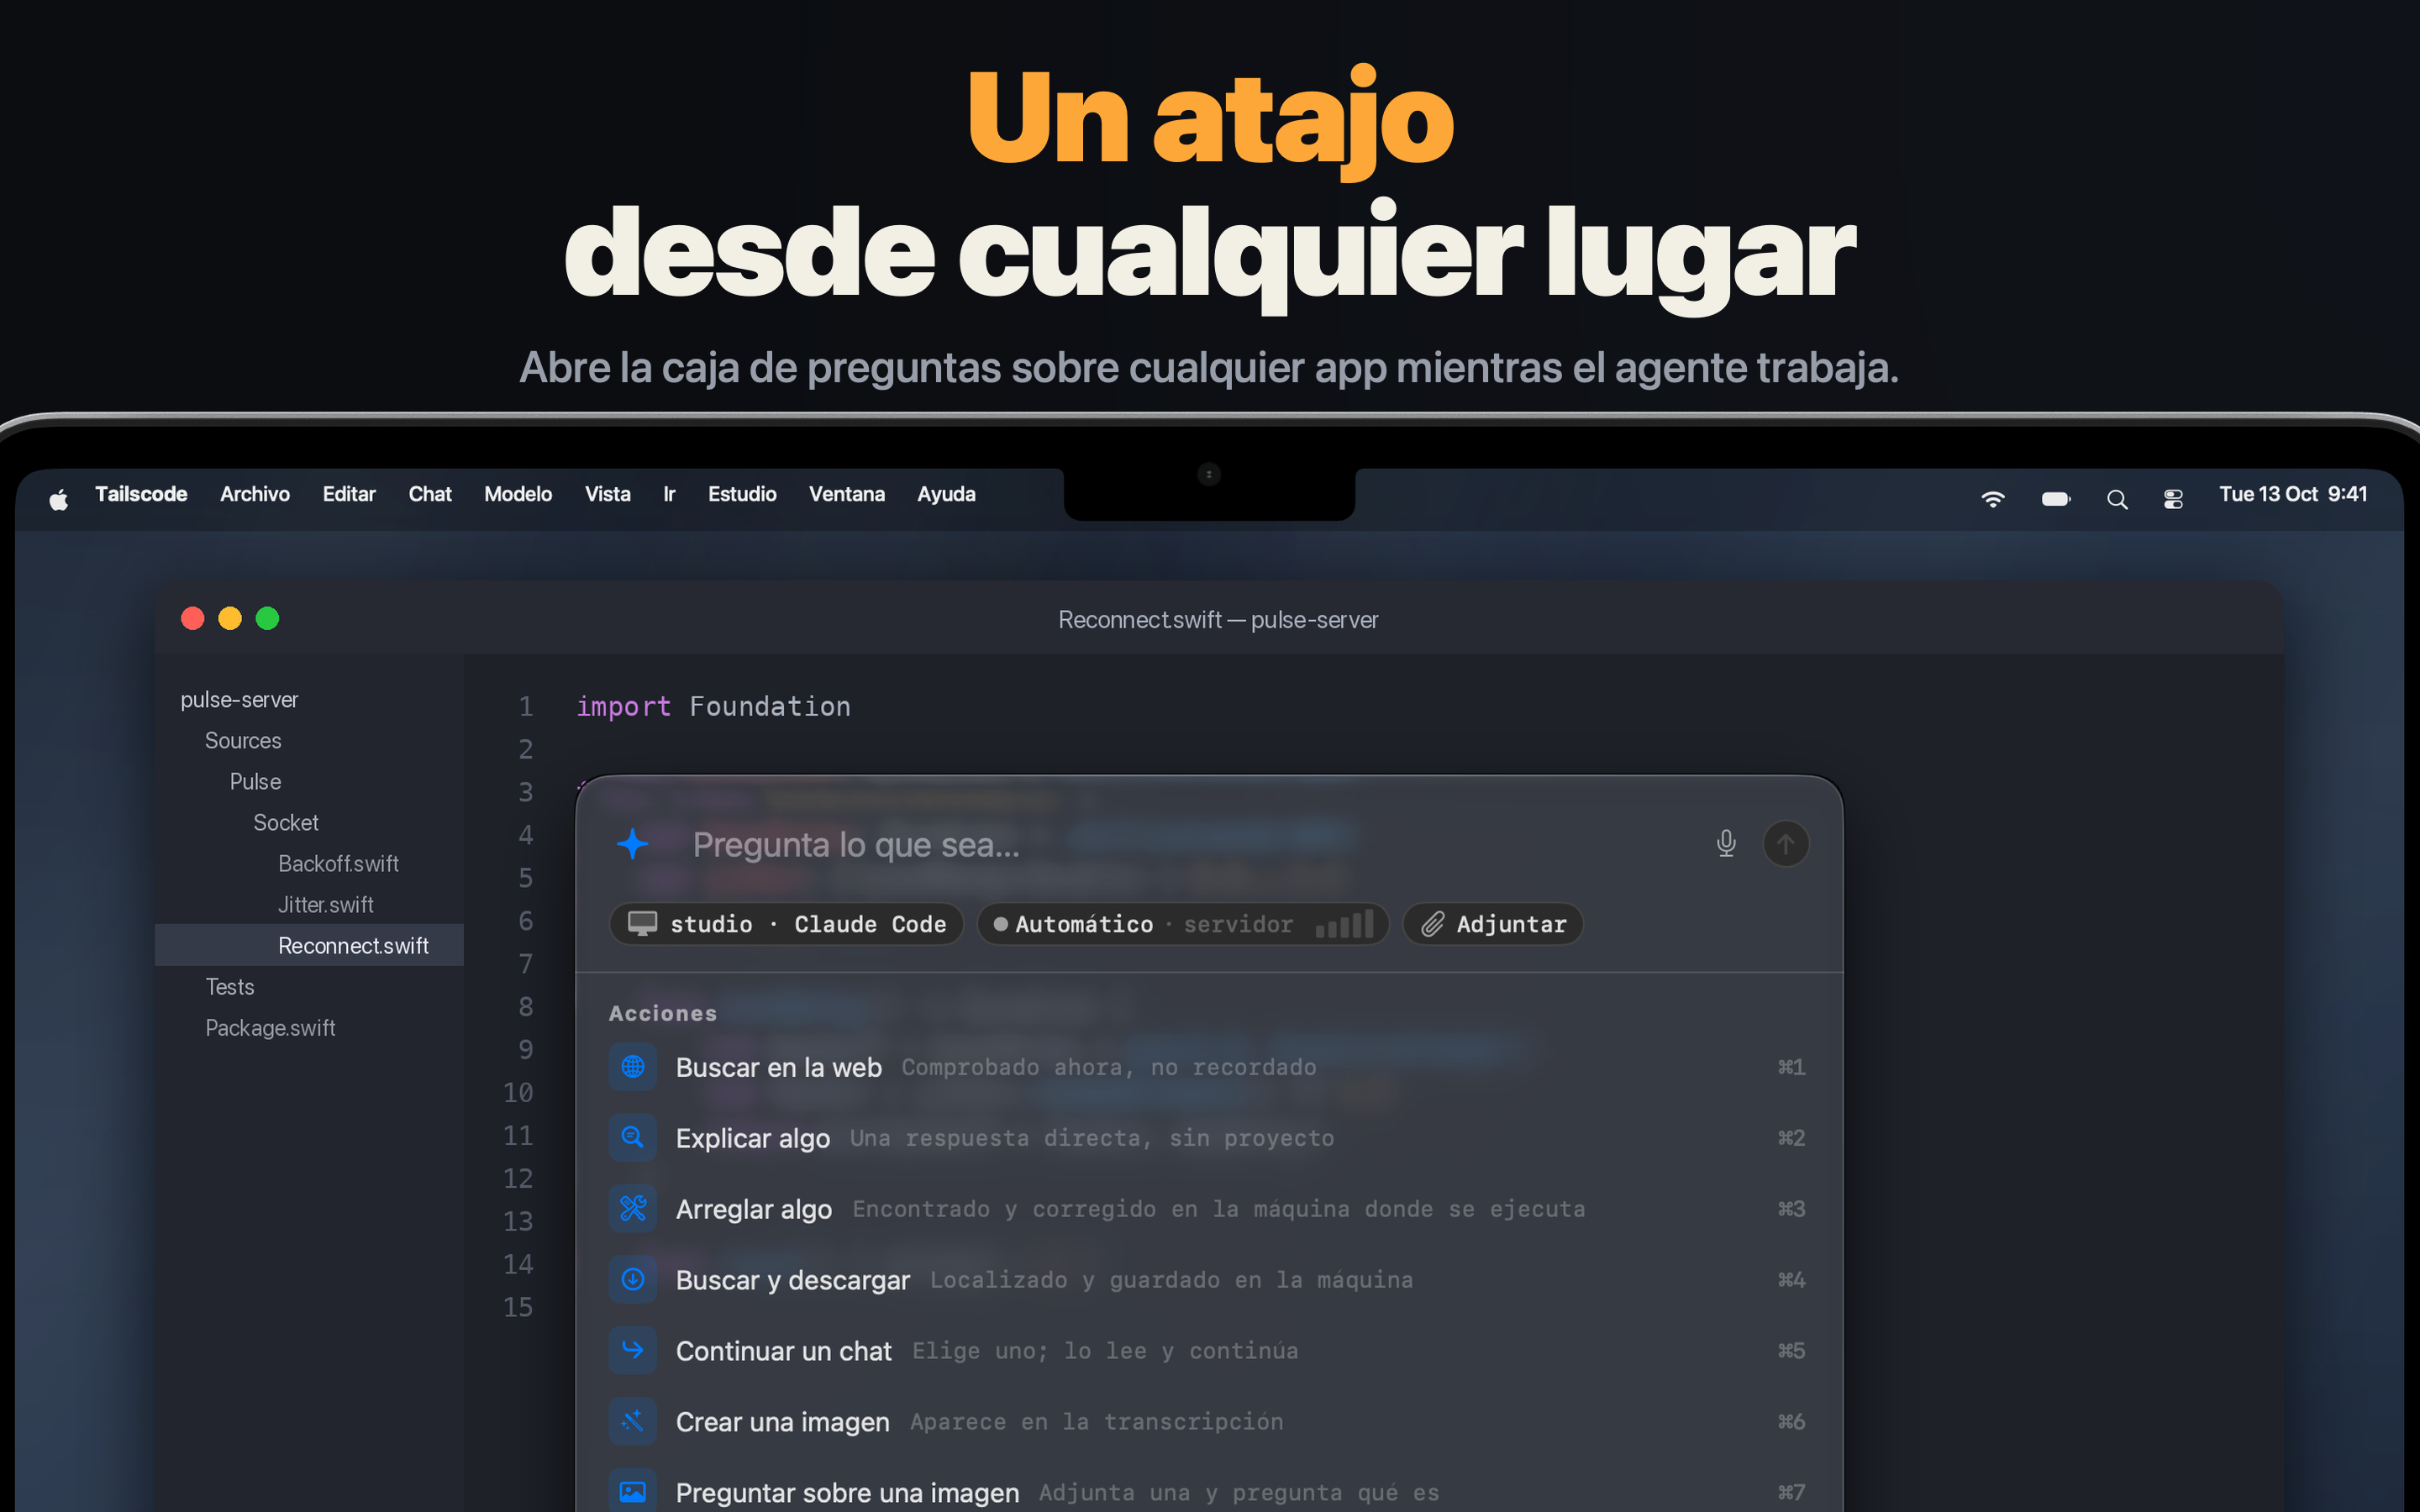 Un atajo
desde cualquier lugar
Abre la caja de preguntas sobre cualquier app mientras el agente trabaja.
Tailscode Archivo Editar Chat Modelo Vista Ir Estudio Ventana Ayuda Tue 13 Oct 9:41
Reconnect.swift — pulse-server
pulse-server
Sources
Pulse
Socket
Backoff.swift
Jitter.swift
Reconnect.swift
Tests
Package.swift
1 import Foundation
2
3
4
5
6
7
8
9
10
11
12
13
14
15
Pregunta lo que sea...
studio · Claude Code Automático · servidor Adjuntar
Acciones
Buscar en la web Comprobado ahora, no recordado ⌘1
Explicar algo Una respuesta directa, sin proyecto ⌘2
Arreglar algo Encontrado y corregido en la máquina donde se ejecuta ⌘3
Buscar y descargar Localizado y guardado en la máquina ⌘4
Continuar un chat Elige uno; lo lee y continúa ⌘5
Crear una imagen Aparece en la transcripción ⌘6
Preguntar sobre una imagen Adjunta una y pregunta qué es ⌘7